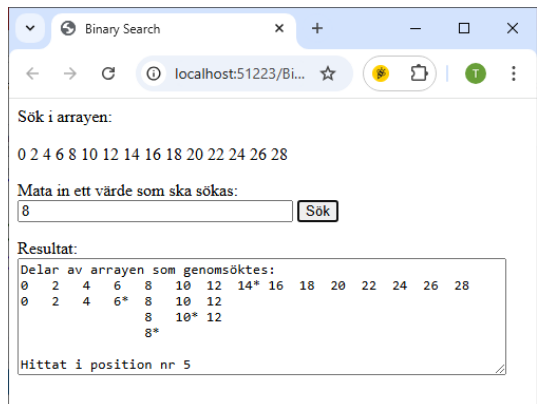 Binary Search
localhost:51223/Bi...
T
Sök i arrayen:
0 2 4 6 8 10 12 14 16 18 20 22 24 26 28
Mata in ett värde som ska sökas:
8 Sök
Resultat:
Delar av arrayen som genomsöktes:
0 2 4 6 8 10 12 14* 16 18 20 22 24 26 28
0 2 4 6* 8 10 12
8 10* 12
8*
Hittat i position nr 5